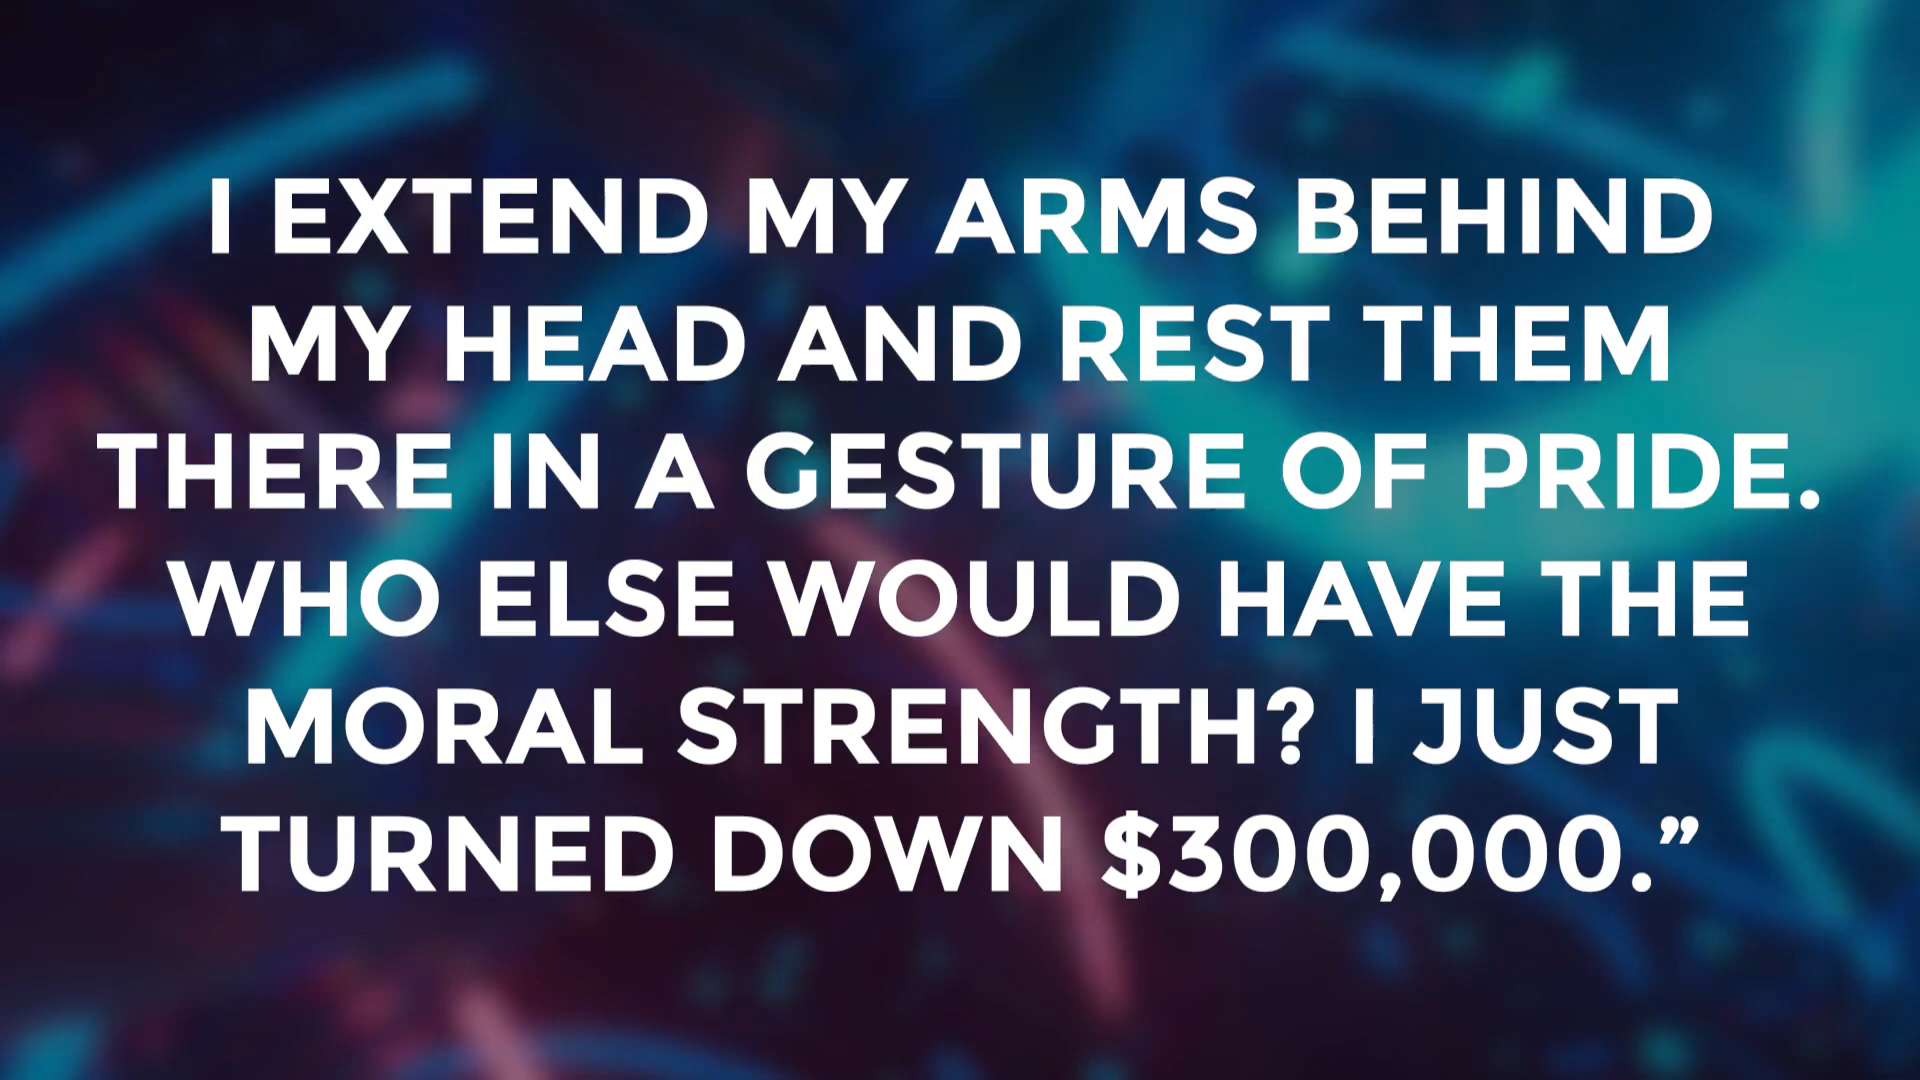 I EXTEND MY ARMS BEHIND
MY HEAD AND REST THEM
THERE IN A GESTURE OF PRIDE.
WHO ELSE WOULD HAVE THE
MORAL STRENGTH? I JUST
TURNED DOWN $300,000.”